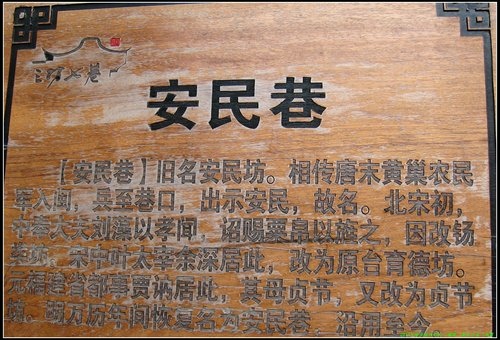 安民巷
【安民巷】旧名安民坊。相传唐末黄巢农民
军入闽，兵至巷口，出示安民，故名。北宋初，
中奉大夫刘藻以孝闻，诏赐粟帛以旌之，因改锡
类坊。宋中叶太宰余深居此，改为原台育德坊。
元福建省都事贾讷居此，其母贞节，又改为贞节
坊。明万历年间恢复名为安民巷，沿用至今